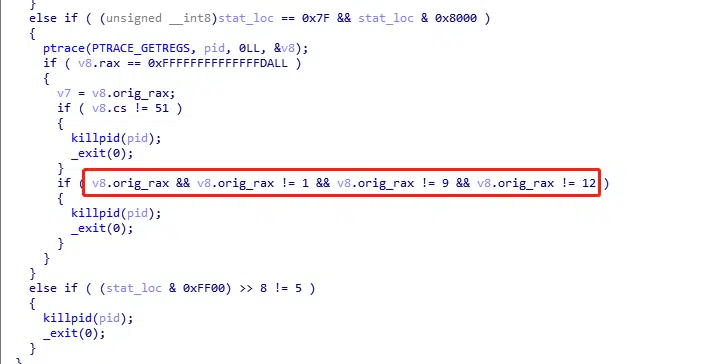 }
else if ( (unsigned __int8)stat_loc == 0x7F && stat_loc & 0x8000 )
{
ptrace(PTRACE_GETREGS, pid, 0LL, &v8);
if ( v8.rax == 0xFFFFFFFFFFFFFFDALL )
{
v7 = v8.orig_rax;
if ( v8.cs != 51 )
{
killpid(pid);
_exit(0);
}
if ( v8.orig_rax && v8.orig_rax != 1 && v8.orig_rax != 9 && v8.orig_rax != 12 )
{
killpid(pid);
_exit(0);
}
}
}
else if ( (stat_loc & 0xFF00) >> 8 != 5 )
{
killpid(pid);
_exit(0);
}
}